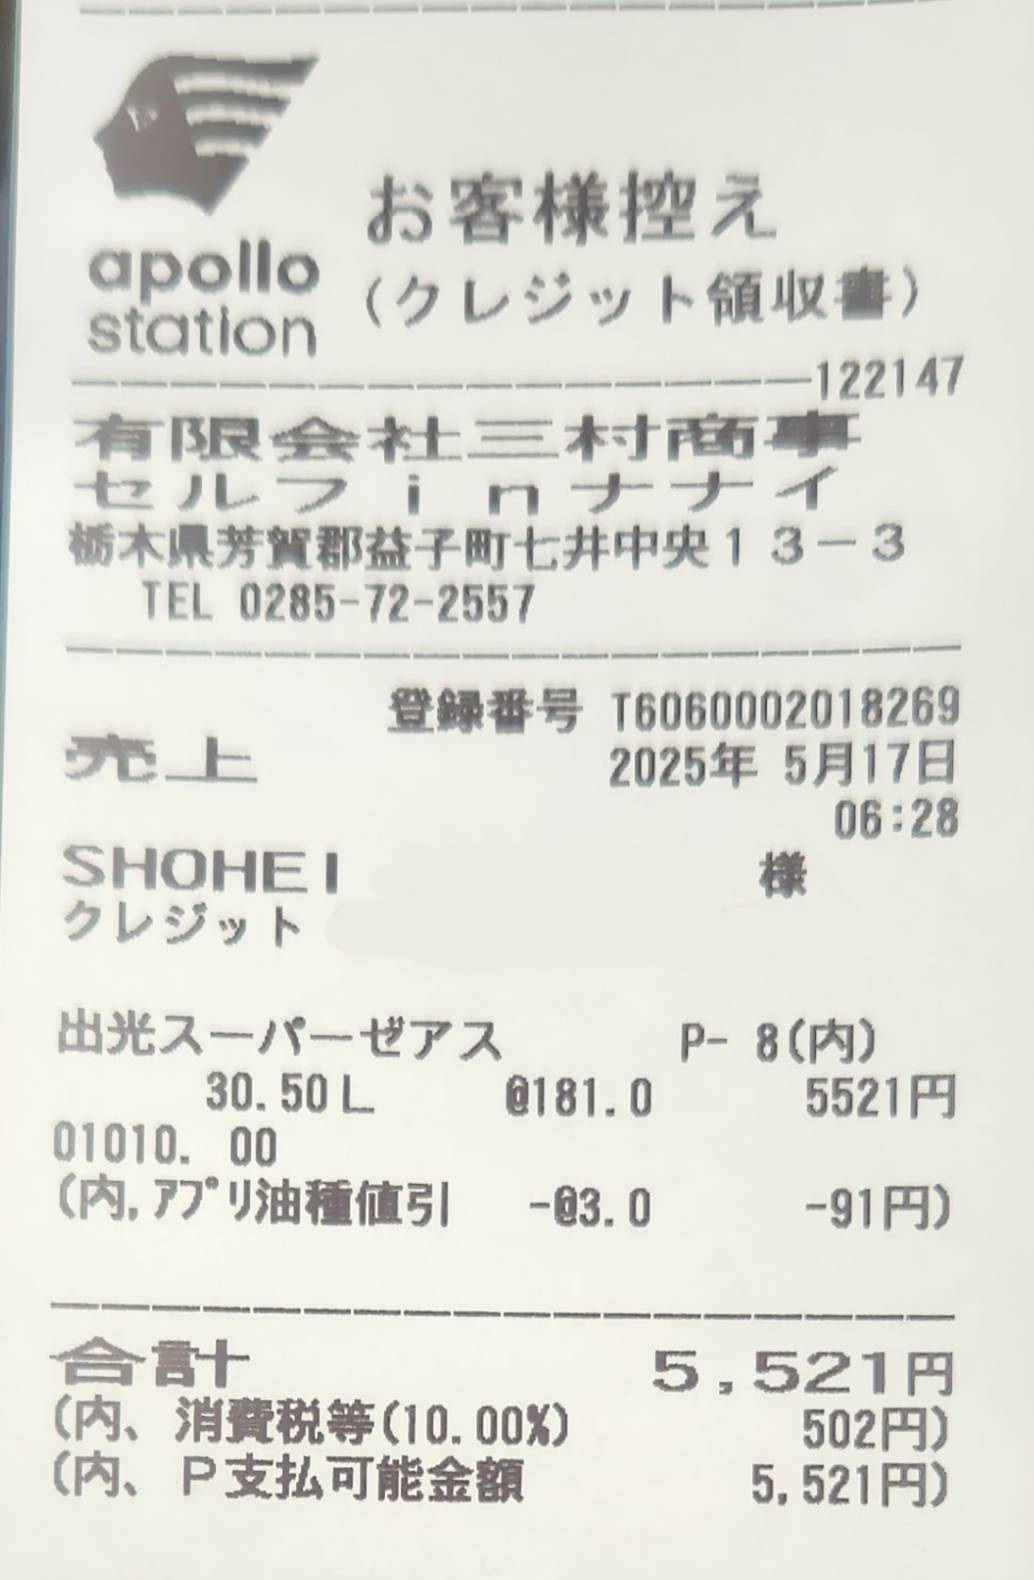 apollo
station
お客様控え
(クレジット領収書)
122147
有限会社三村商事
セルフinナナイ
栃木県芳賀郡益子町七井中央13-3
TEL 0285-72-2557
登録番号 T6060002018269
売上 2025年 5月17日
06:28
SHOHEI 様
クレジット
出光スーパーゼアス P- 8(内)
30.50L @181.0 5521円
01010. 00
(内,ｱﾌﾟﾘ油種値引 -@3.0 -91円)
合計 5,521円
(内、消費税等(10.00%) 502円)
(内、P支払可能金額 5,521円)